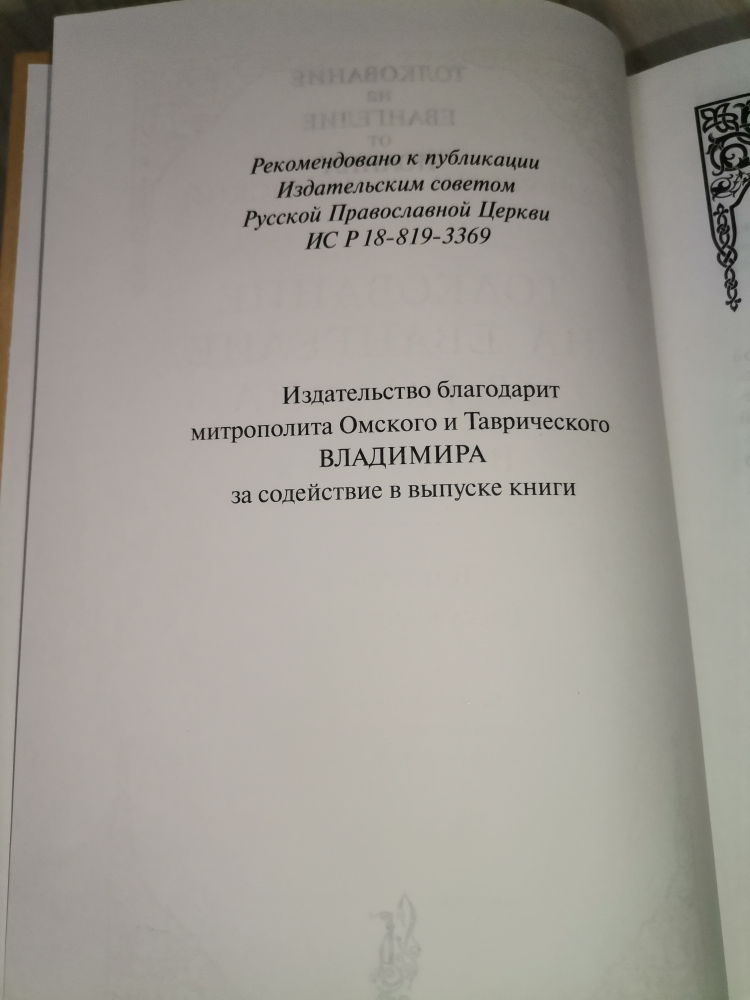 Рекомендовано к публикации
Издательским советом
Русской Православной Церкви
ИС Р 18-819-3369
Издательство благодарит
митрополита Омского и Таврического
ВЛАДИМИРА
за содействие в выпуске книги